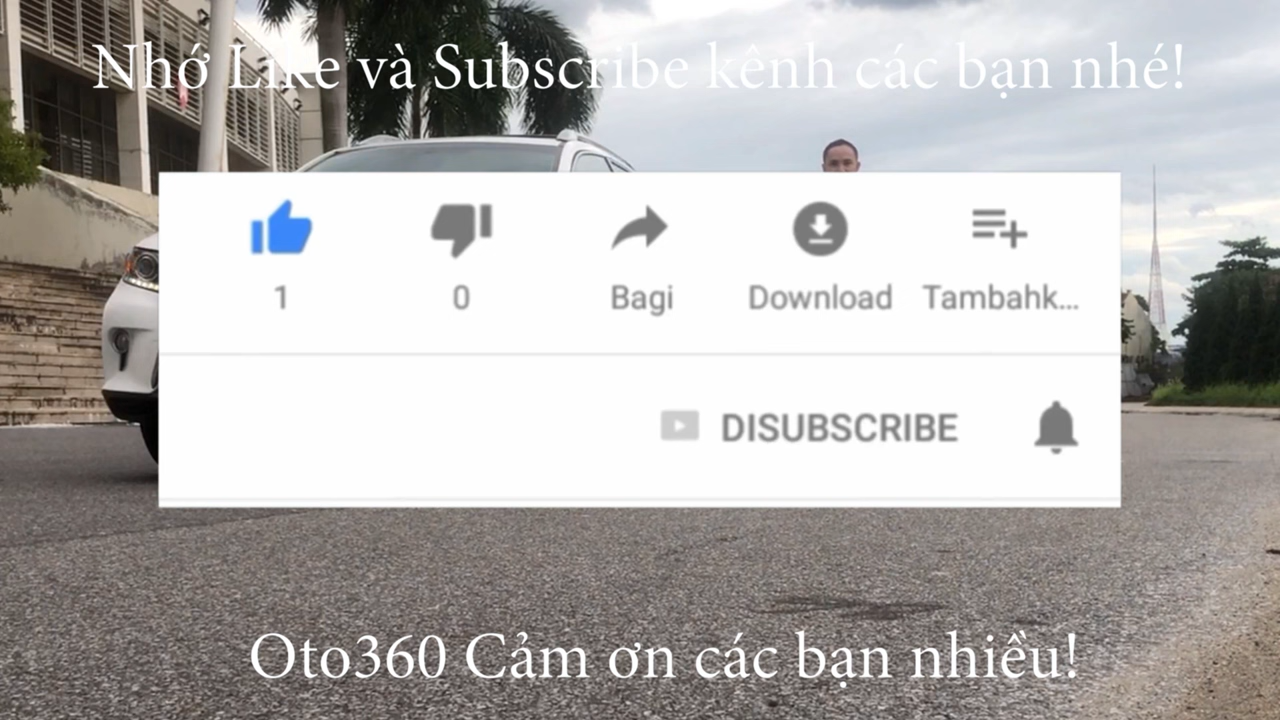 Nhớ Like và Subscribe kênh các bạn nhé!
1 0 Bagi Download Tambahk...
DISUBSCRIBE
Oto360 Cảm ơn các bạn nhiều!